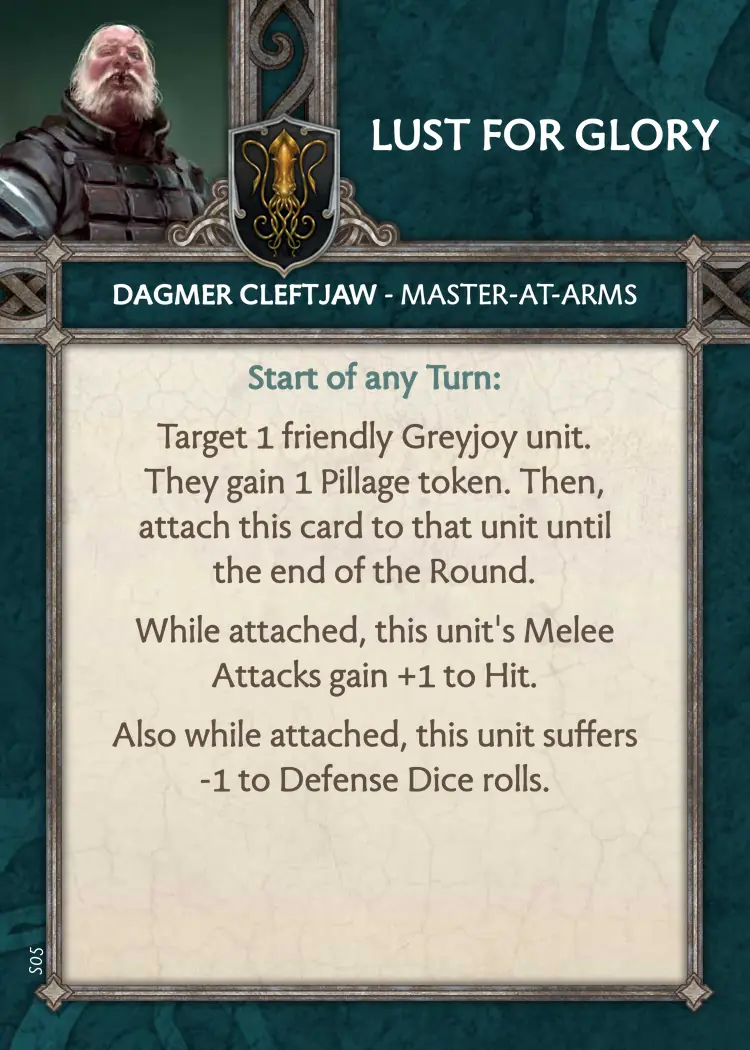 LUST FOR GLORY
DAGMER CLEFTJAW - MASTER-AT-ARMS
Start of any Turn:
Target 1 friendly Greyjoy unit.
They gain 1 Pillage token. Then,
attach this card to that unit until
the end of the Round.
While attached, this unit's Melee
Attacks gain +1 to Hit.
Also while attached, this unit suffers
-1 to Defense Dice rolls.
S05